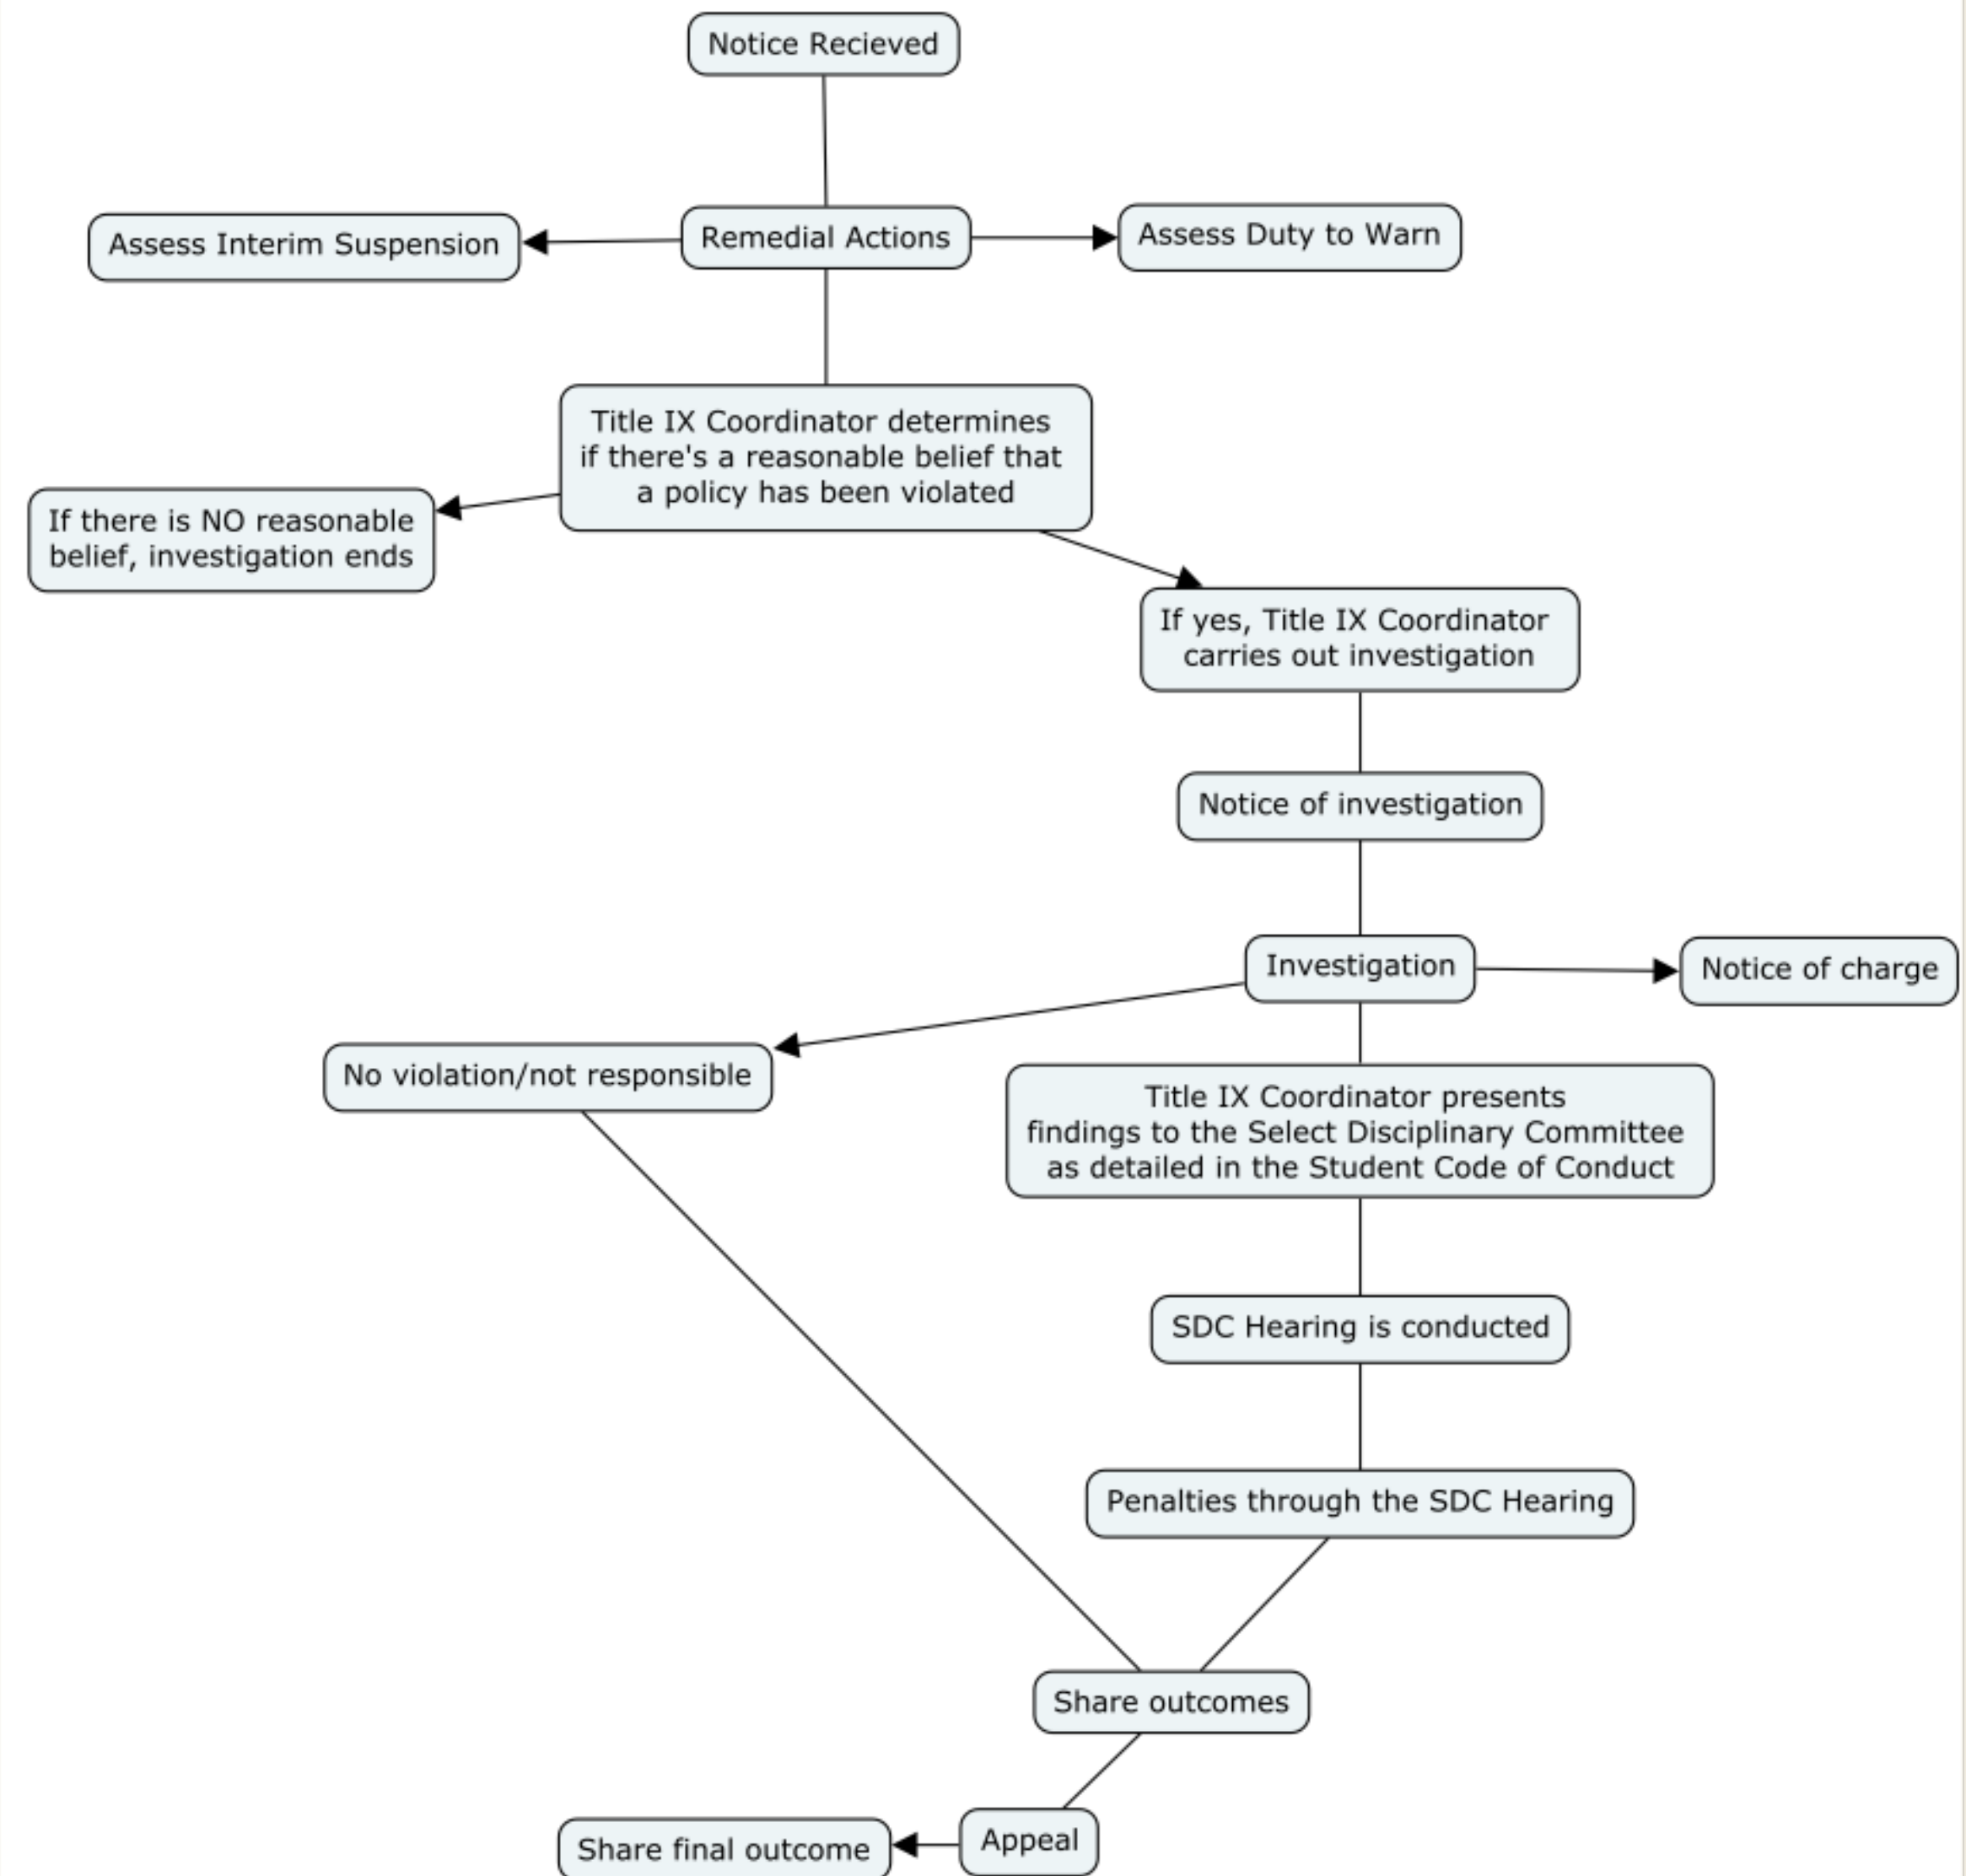 Notice Recieved
Assess Interim Suspension
Remedial Actions
Assess Duty to Warn
Title IX Coordinator determines
if there's a reasonable belief that
a policy has been violated
If there is NO reasonable
belief, investigation ends
If yes, Title IX Coordinator
carries out investigation
Notice of investigation
Investigation
Notice of charge
No violation/not responsible
Title IX Coordinator presents
findings to the Select Disciplinary Committee
as detailed in the Student Code of Conduct
SDC Hearing is conducted
Penalties through the SDC Hearing
Share outcomes
Appeal
Share final outcome